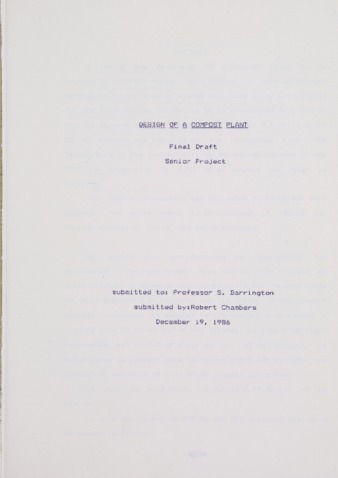 DESIGN OF A COMPOST PLANT
Final Draft
Senior Project
submitted to: Professor S. Barrington
submitted by:Robert Chambers
December 19, 1986